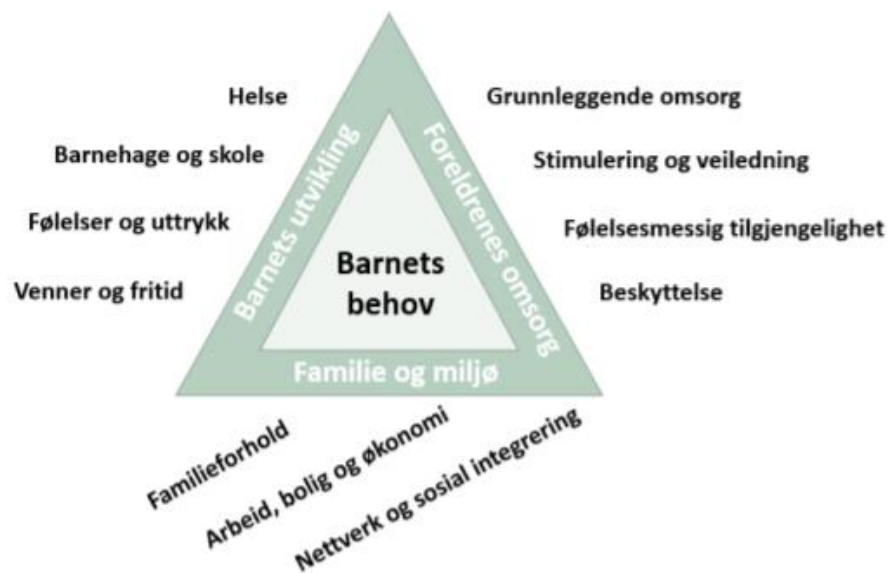 Helse
Barnehage og skole
Følelser og uttrykk
Venner og fritid
Barnets utvikling
Barnets
behov
Foreldrenes omsorg
Grunnleggende omsorg
Stimulering og veiledning
Følelsesmessig tilgjengelighet
Beskyttelse
Familie og miljø
Familieforhold
Arbeid, bolig og økonomi
Nettverk og sosial integrering